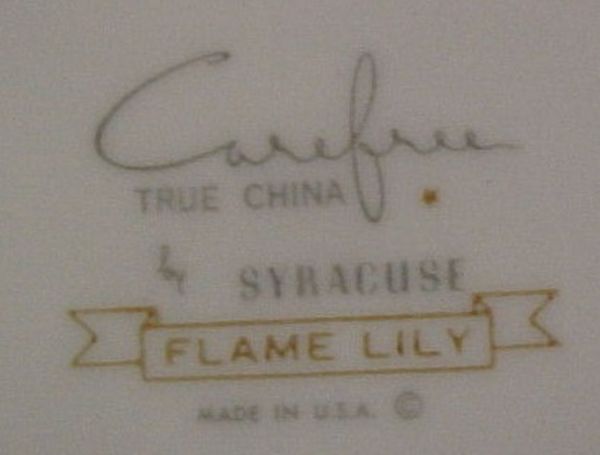 Carefree
TRUE CHINA
by SYRACUSE
FLAME LILY
MADE IN U.S.A. ©